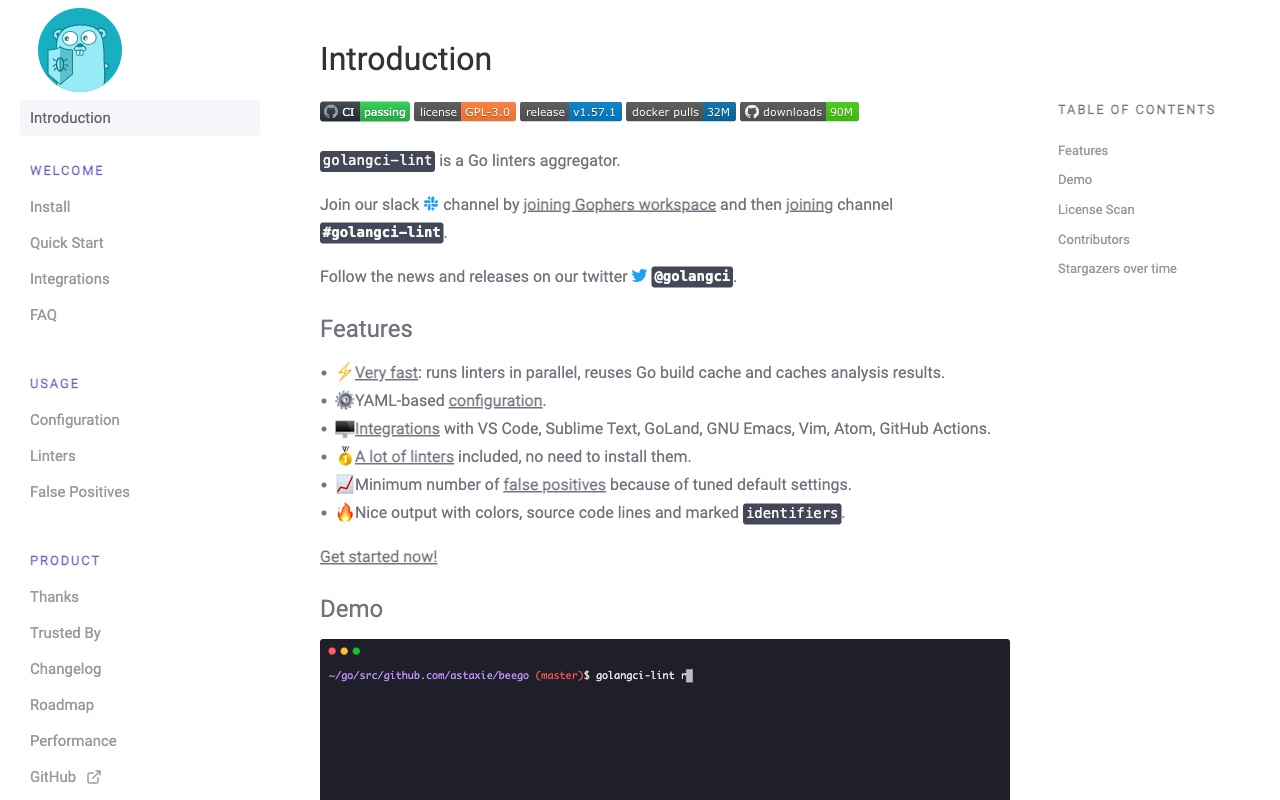 Introduction
WELCOME
Install
Quick Start
Integrations
FAQ
USAGE
Configuration
Linters
False Positives
PRODUCT
Thanks
Trusted By
Changelog
Roadmap
Performance
GitHub
Introduction
CI passing license GPL-3.0 release v1.57.1 docker pulls 32M downloads 90M
golangci-lint is a Go linters aggregator.
Join our slack channel by joining Gophers workspace and then joining channel
#golangci-lint.
Follow the news and releases on our twitter @golangci.
Features
• ⚡Very fast: runs linters in parallel, reuses Go build cache and caches analysis results.
• ⚙️YAML-based configuration.
• 🖥Integrations with VS Code, Sublime Text, GoLand, GNU Emacs, Vim, Atom, GitHub Actions.
• 🥇A lot of linters included, no need to install them.
• 📈Minimum number of false positives because of tuned default settings.
• 🔥Nice output with colors, source code lines and marked identifiers.
Get started now!
Demo
~/go/src/github.com/astaxie/beego (master)$ golangci-lint r
TABLE OF CONTENTS
Features
Demo
License Scan
Contributors
Stargazers over time